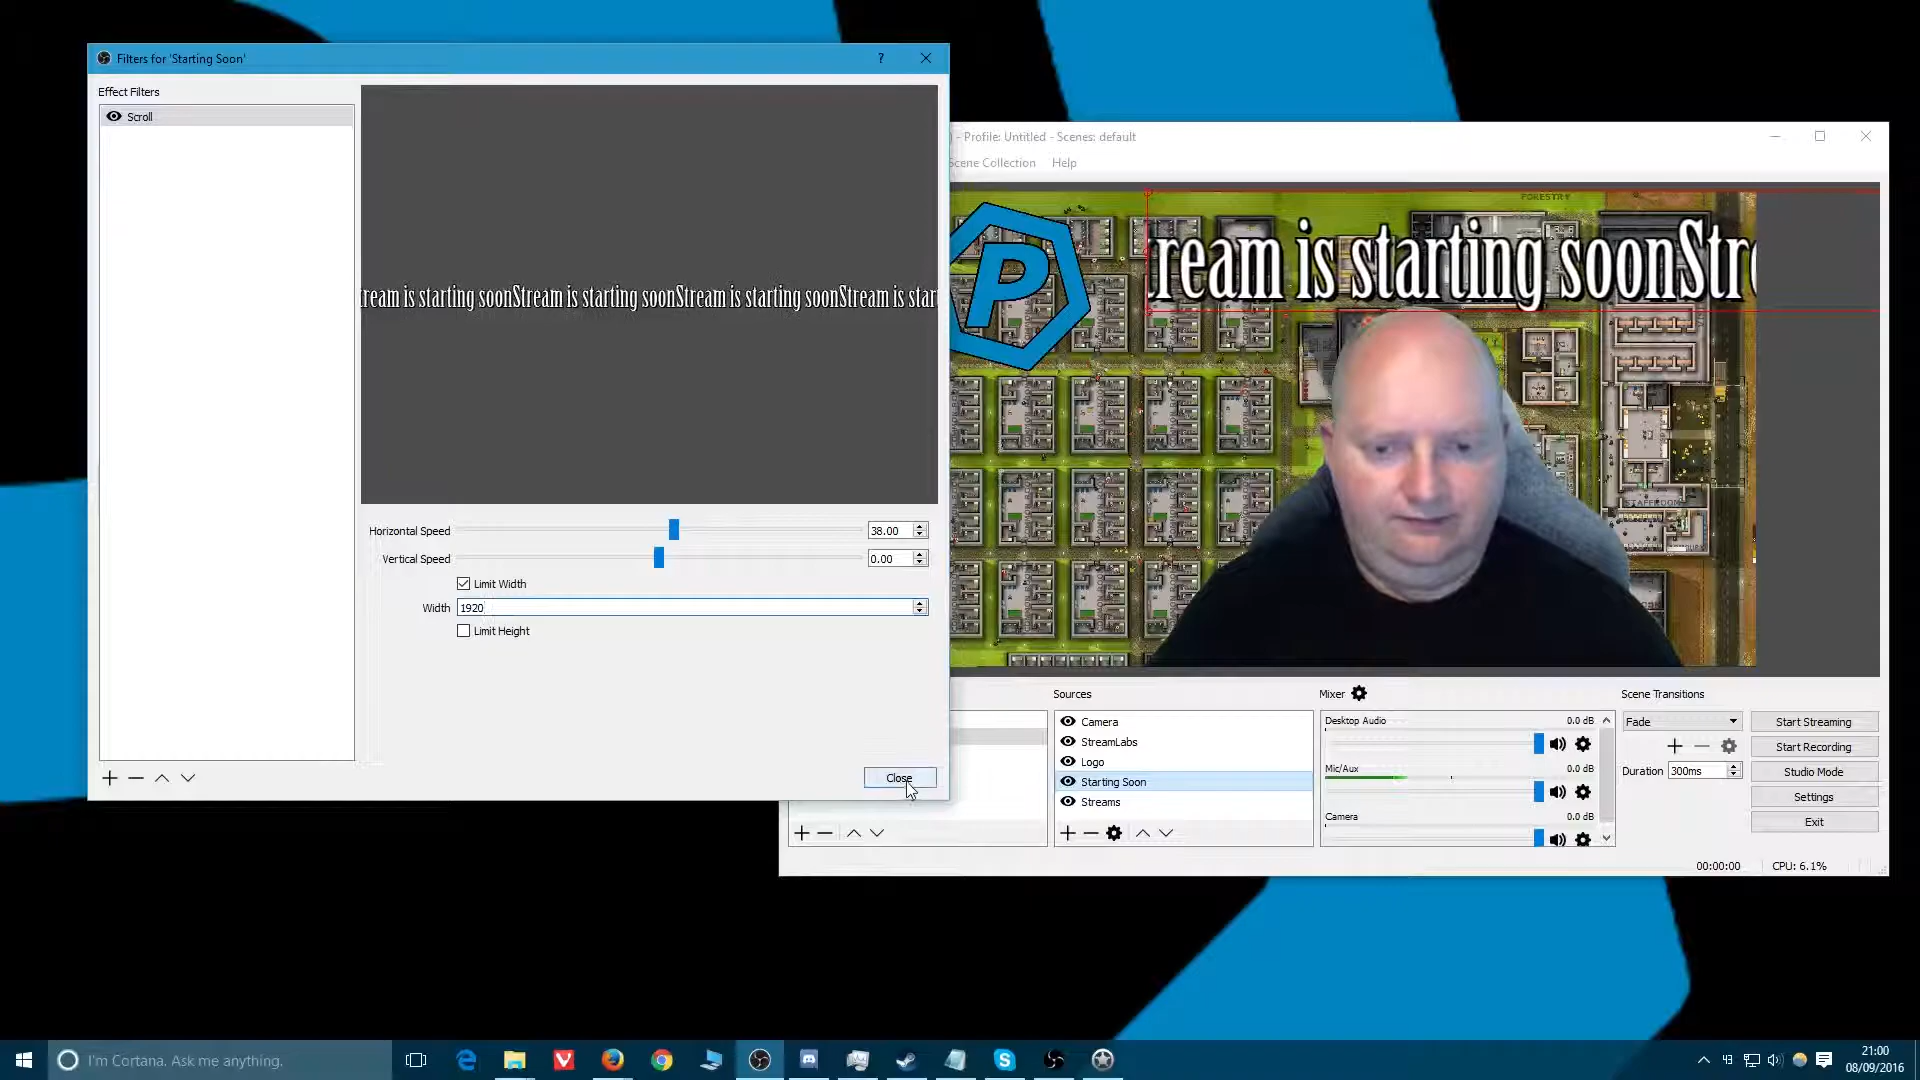 Filters for 'Starting Soon'
?
Effect Filters
Scroll
tream is starting soonStream is starting soonStream is starting soonStream is start
Horizontal Speed
38.00
Vertical Speed
0.00
Limit Width
Width
1920
Limit Height
Close
- Profile: Untitled - Scenes: default
Scene Collection
Help
P
FORESTRY
tream is starting soonStre
STAFFROOM
Sources
Camera
StreamLabs
Logo
Starting Soon
Streams
Mixer
Desktop Audio
0.0 dB
Mic/Aux
0.0 dB
Camera
0.0 dB
Scene Transitions
Fade
Duration
300ms
Start Streaming
Start Recording
Studio Mode
Settings
Exit
00:00:00
CPU: 6.1%
I'm Cortana. Ask me anything.
43
21:00
08/09/2016